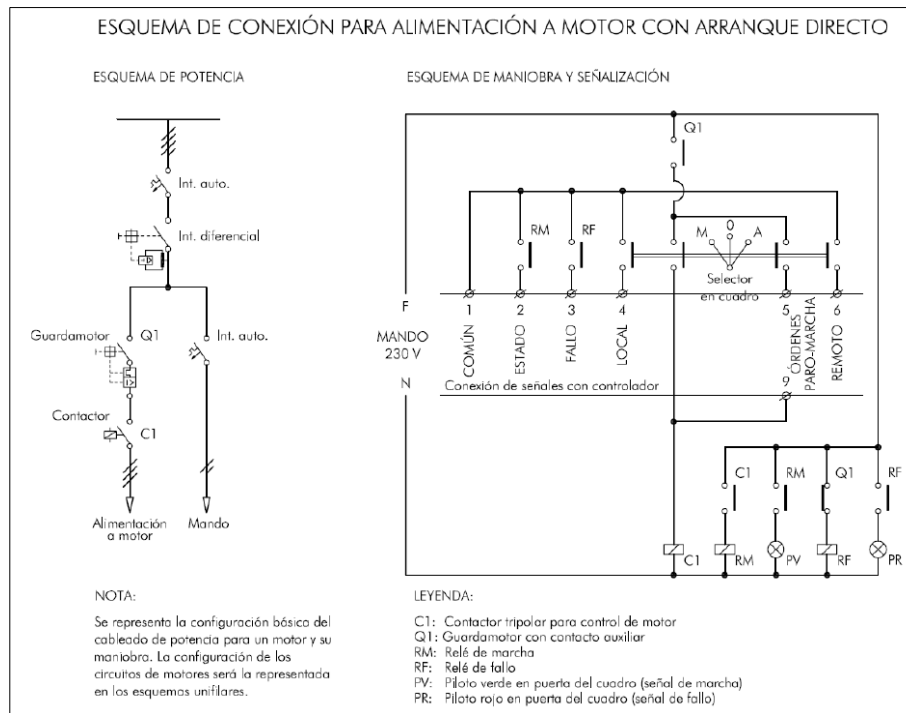 ESQUEMA DE CONEXIÓN PARA ALIMENTACIÓN A MOTOR CON ARRANQUE DIRECTO
ESQUEMA DE POTENCIA
Int. auto.
Int. diferencial
Guardamotor
Q1
Int. auto.
Contactor
C1
Alimentación
a motor
Mando
NOTA:
Se representa la configuración básica del
cableado de potencia para un motor y su
maniobra. La configuración de los
circuitos de motores será la representada
en los esquemas unifilares.
ESQUEMA DE MANIOBRA Y SEÑALIZACIÓN
Q1
RM
RF
M
0
A
Selector
en cuadro
F
MANDO
230 V
N
1
2
3
4
5
6
COMÚN
ESTADO
FALLO
LOCAL
ÓRDENES
PARO-MARCHA
REMOTO
Conexión de señales con controlador
9
C1
RM
Q1
RF
C1
RM
PV
RF
PR
LEYENDA:
C1: Contactor tripolar para control de motor
Q1: Guardamotor con contacto auxiliar
RM: Relé de marcha
RF: Relé de fallo
PV: Piloto verde en puerta del cuadro (señal de marcha)
PR: Piloto rojo en puerta del cuadro (señal de fallo)